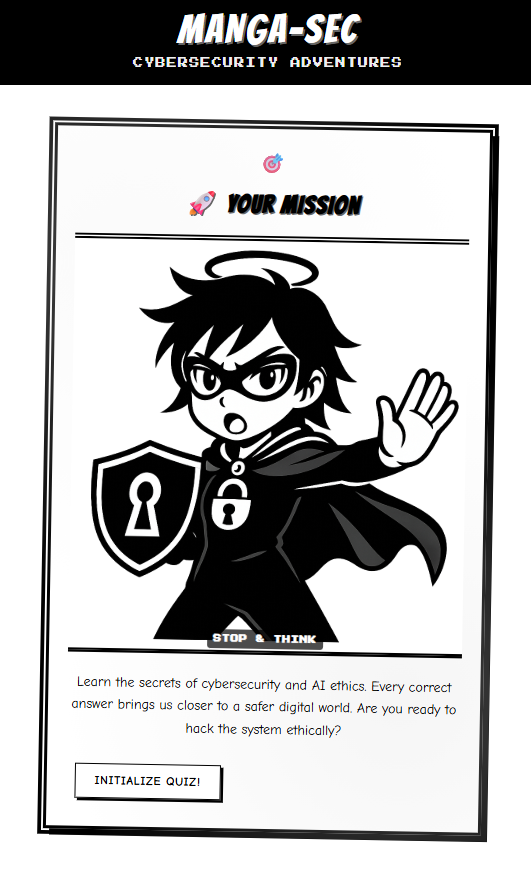 MANGA-SEC
CYBERSECURITY ADVENTURES
YOUR MISSION
STOP & THINK
Learn the secrets of cybersecurity and AI ethics. Every correct
answer brings us closer to a safer digital world. Are you ready to
hack the system ethically?
INITIALIZE QUIZ!